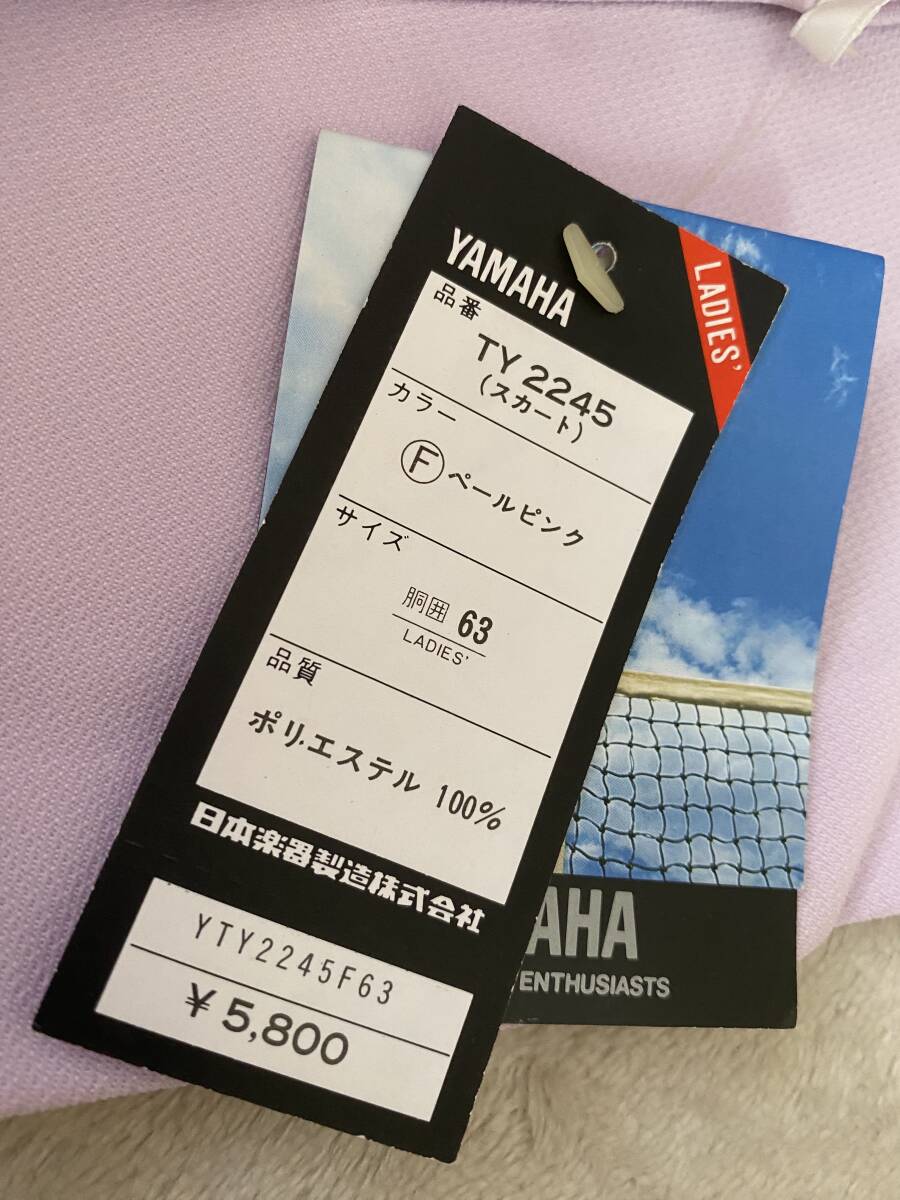 YAMAHA
LADIES'
品番
TY 2245
(スカート)
カラー
Ⓕ ペールピンク
サイズ
胴囲 63
LADIES'
品質
ポリエステル 100%
日本楽器製造株式会社
YTY2245F63
¥5,800
AHA
ENTHUSIASTS